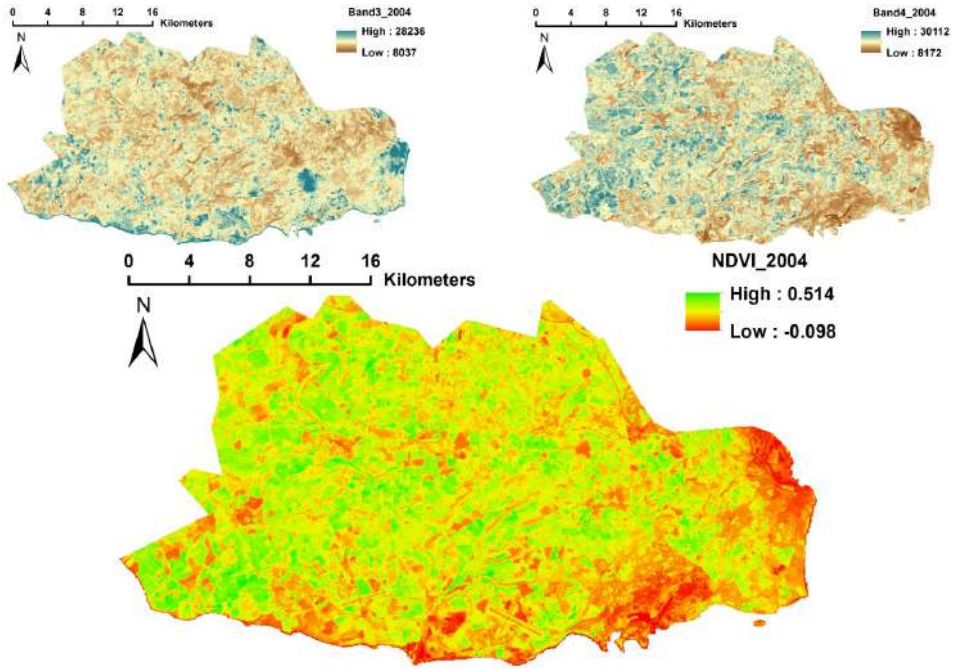 0 4 8 12 16
Kilometers
N
Band3_2004
High : 28236
Low : 8037
0 4 8 12 16
Kilometers
N
Band4_2004
High : 30112
Low : 8172
0 4 8 12 16
Kilometers
N
NDVI_2004
High : 0.514
Low : -0.098